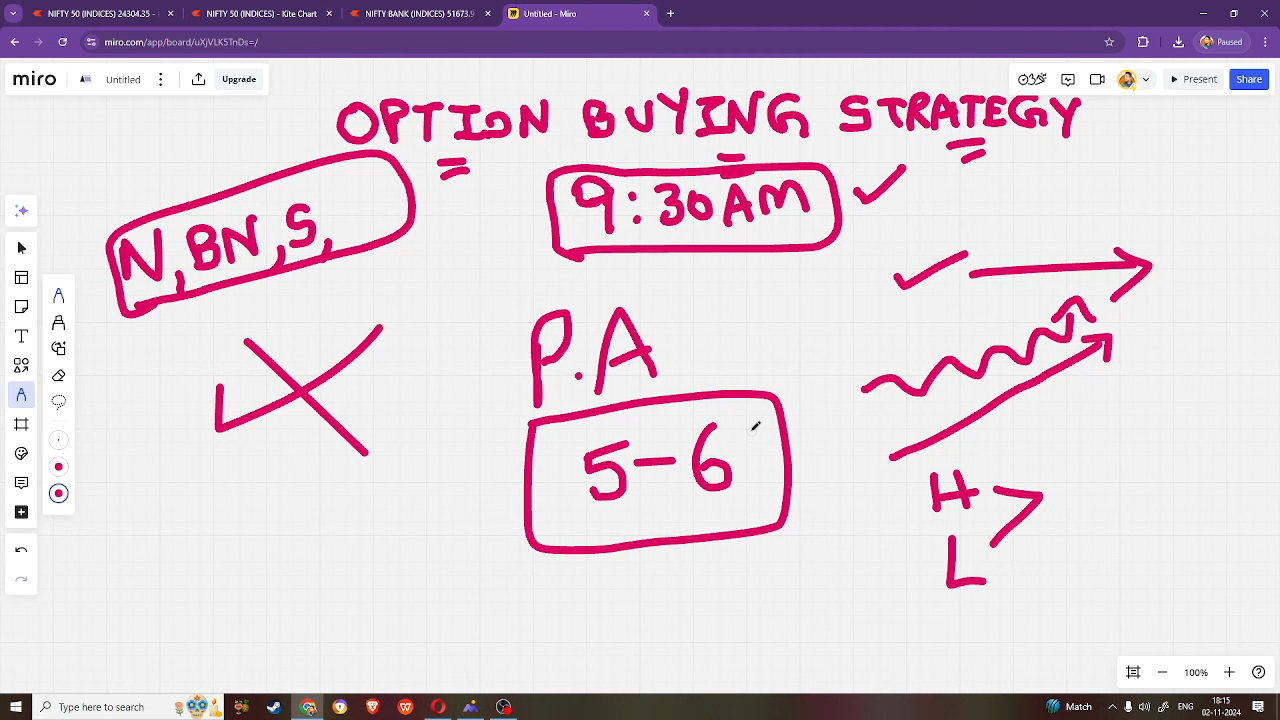 NIFTY 50 (INDICES) 24304.35 -
NIFTY 50 (INDICES) - Kite Chart
NIFTY BANK (INDICES) 51673.9
Untitled - Miro
miro.com/app/board/uXjVLK5TnDs=/
Paused
miro
Untitled
Upgrade
Present
Share
OPTION BUYING STRATEGY
9:30AM
N, BN, S,
P.A
5-6
H
L
100%
Type here to search
Match
18:15
02-11-2024